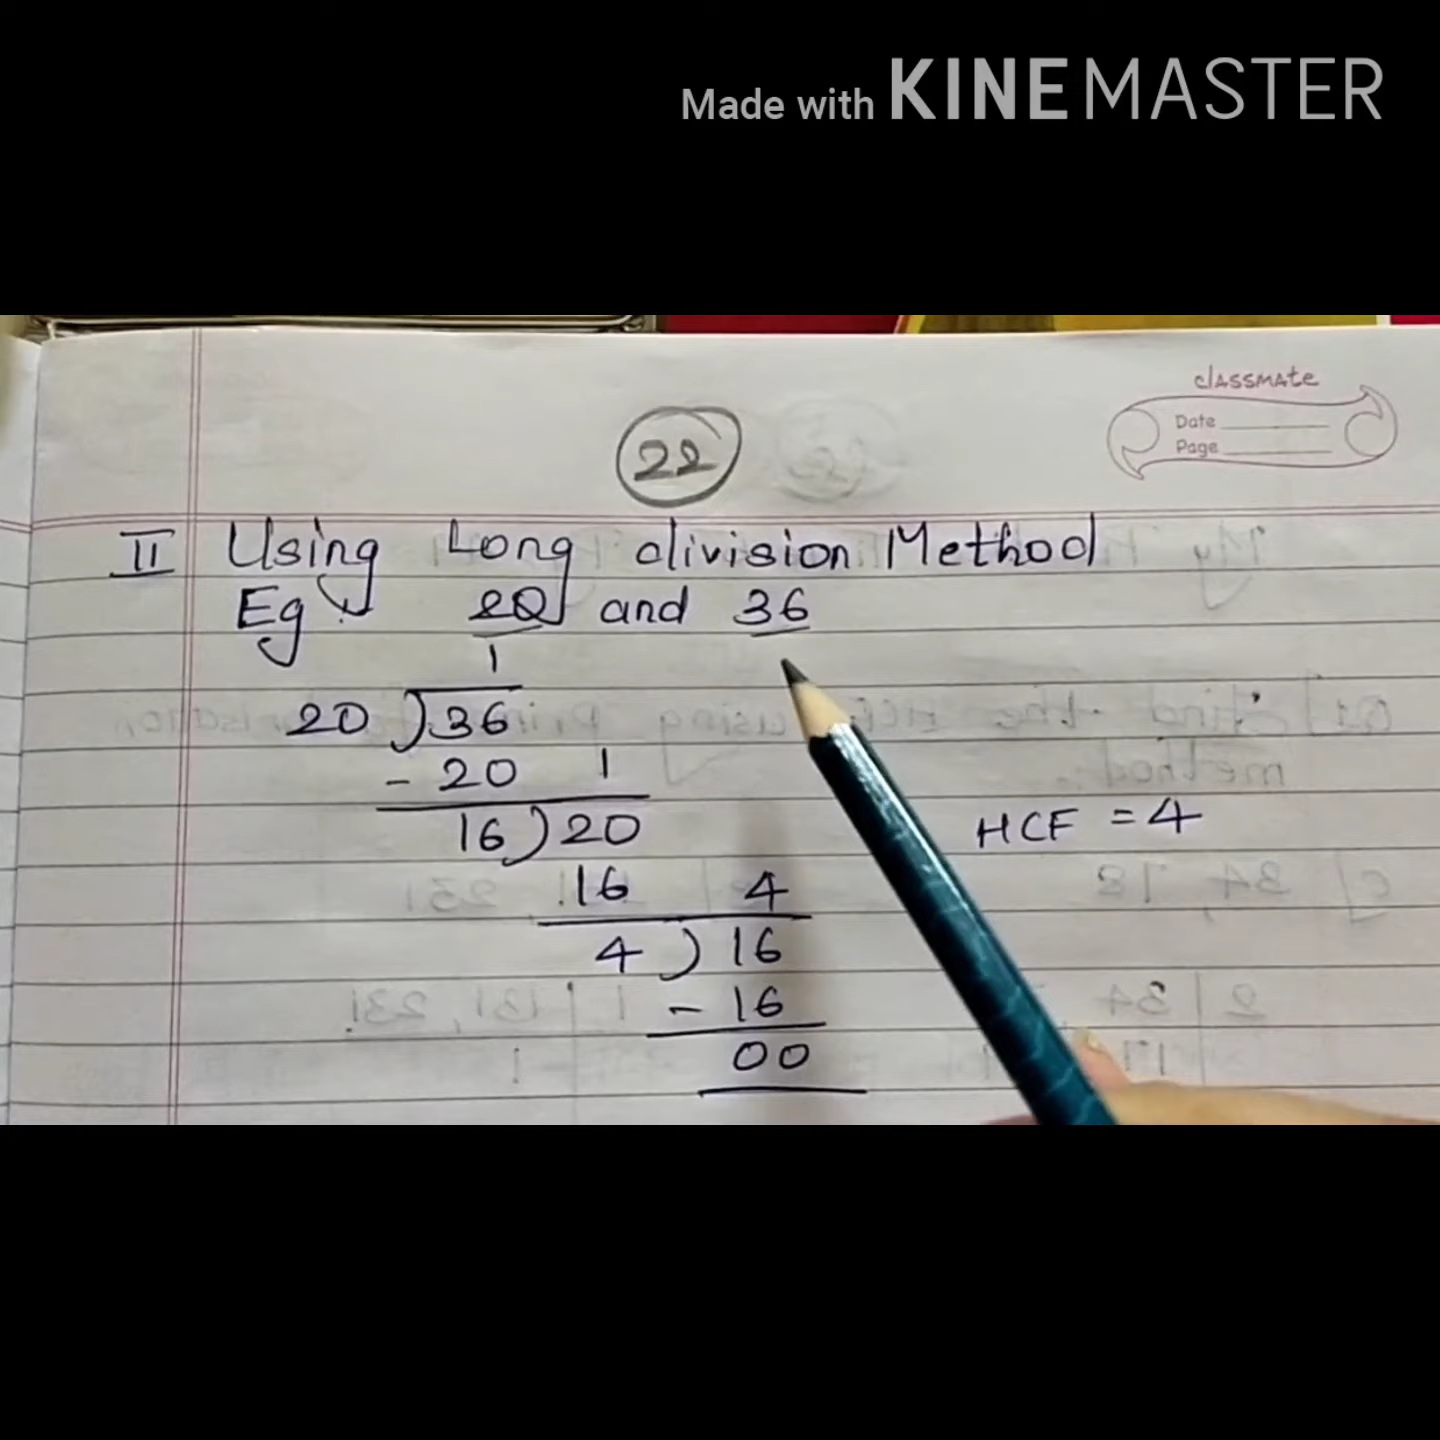 Made with KINEMASTER
classmate
Date
Page
22
II Using Long division Method
Eg: 20 and 36
1
20 ) 36
- 20 1
16 ) 20
HCF = 4
16 4
4 ) 16
- 16
00